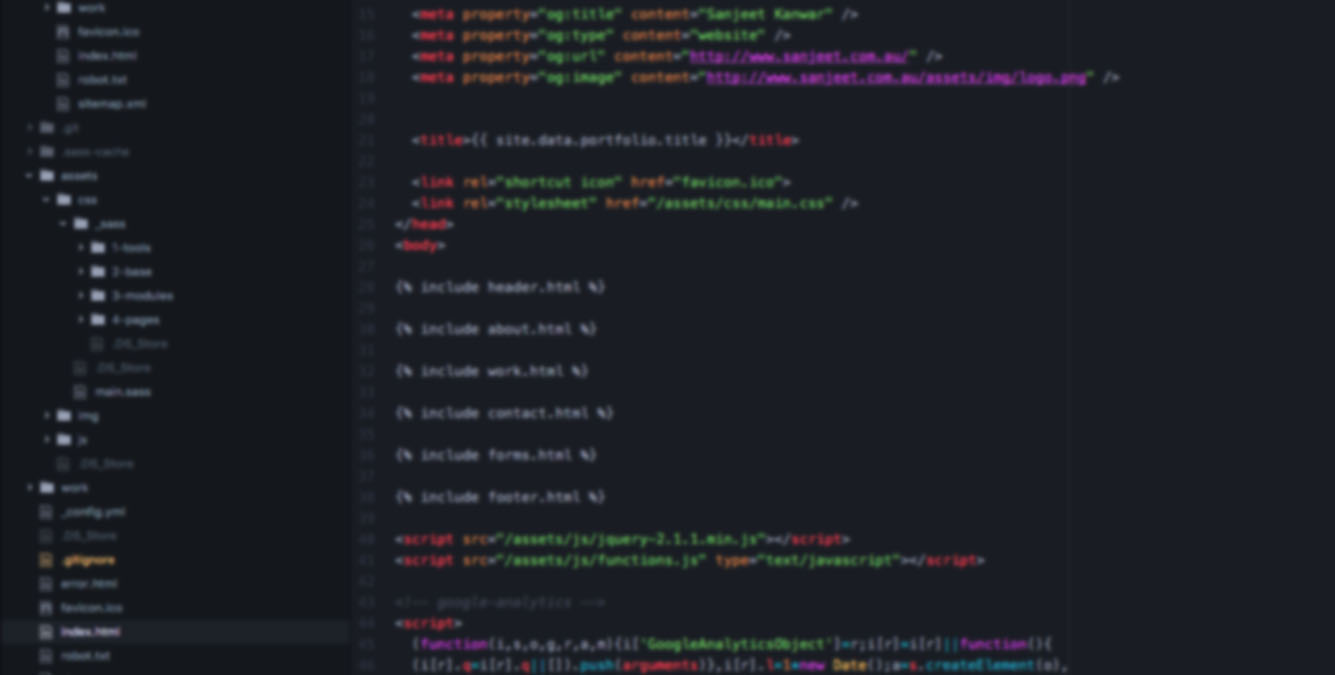 work
favicon.ico
index.html
robot.txt
sitemap.xml
.git
.sass-cache
assets
css
_sass
1-tools
2-base
3-modules
4-pages
.DS_Store
.DS_Store
main.sass
img
js
.DS_Store
work
_config.yml
.DS_Store
.gitignore
error.html
favicon.ico
index.html
robot.txt
15 <meta property="og:title" content="Sanjeet Kanwar" />
16 <meta property="og:type" content="website" />
17 <meta property="og:url" content="http://www.sanjeet.com.au/" />
18 <meta property="og:image" content="http://www.sanjeet.com.au/assets/img/logo.png" />
19
20
21 <title>{{ site.data.portfolio.title }}</title>
22
23 <link rel="shortcut icon" href="favicon.ico">
24 <link rel="stylesheet" href="/assets/css/main.css" />
25 </head>
26 <body>
27
28 {% include header.html %}
29
30 {% include about.html %}
31
32 {% include work.html %}
33
34 {% include contact.html %}
35
36 {% include forms.html %}
37
38 {% include footer.html %}
39
40 <script src="/assets/js/jquery-2.1.1.min.js"></script>
41 <script src="/assets/js/functions.js" type="text/javascript"></script>
42
43 <!-- google-analytics -->
44 <script>
45 (function(i,s,o,g,r,a,m){i['GoogleAnalyticsObject']=r;i[r]=i[r]||function(){
46 (i[r].q=i[r].q||[]).push(arguments)},i[r].l=1*new Date();a=s.createElement(o),